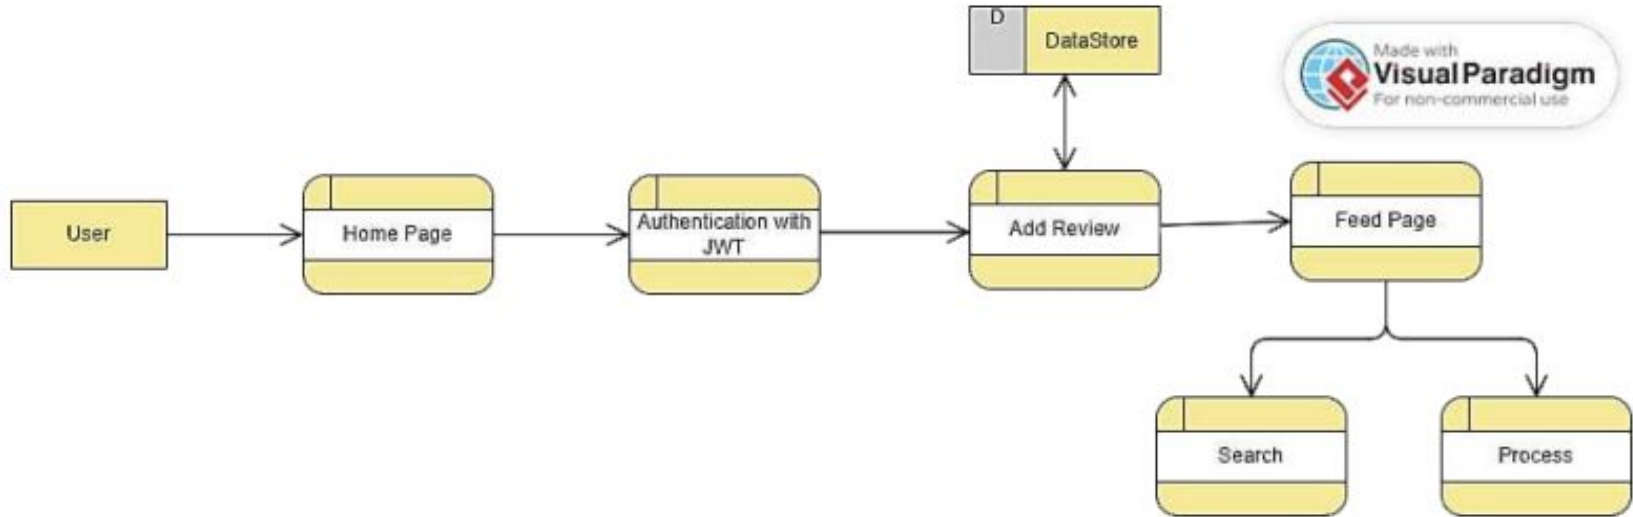 D
DataStore
Made with
Visual Paradigm
For non-commercial use
User
Home Page
Authentication with
JWT
Add Review
Feed Page
Search
Process